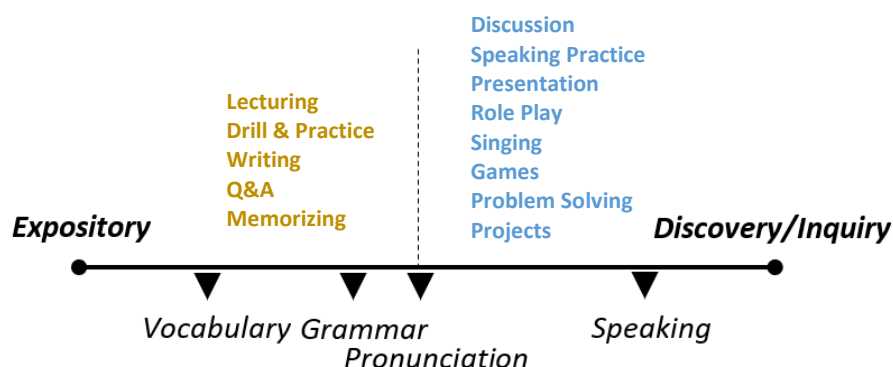 Lecturing
Drill & Practice
Writing
Q&A
Memorizing
Discussion
Speaking Practice
Presentation
Role Play
Singing
Games
Problem Solving
Projects
Expository
Discovery/Inquiry
Vocabulary
Grammar
Pronunciation
Speaking